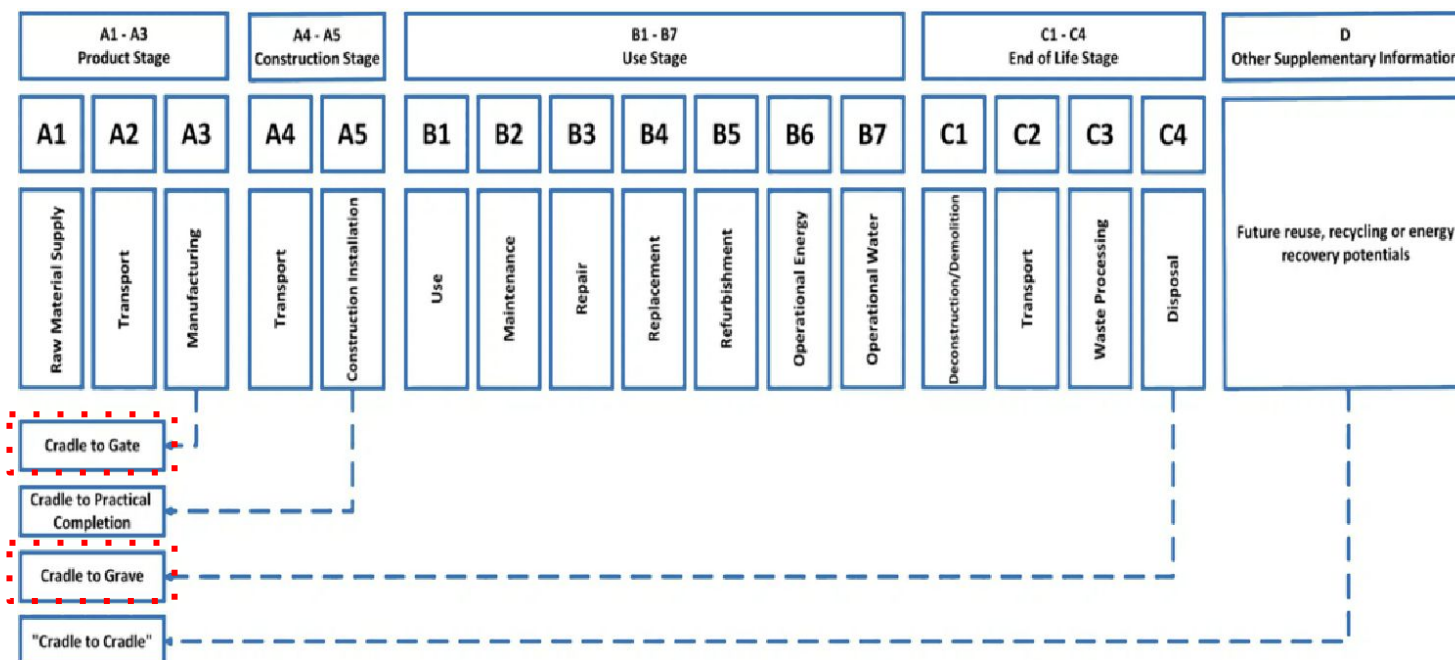 A1 - A3
Product Stage
A4 - A5
Construction Stage
B1 - B7
Use Stage
C1 - C4
End of Life Stage
D
Other Supplementary Information
A1
A2
A3
A4
A5
B1
B2
B3
B4
B5
B6
B7
C1
C2
C3
C4
Raw Material Supply
Transport
Manufacturing
Transport
Construction Installation
Use
Maintenance
Repair
Replacement
Refurbishment
Operational Energy
Operational Water
Deconstruction/Demolition
Transport
Waste Processing
Disposal
Future reuse, recycling or energy
recovery potentials
Cradle to Gate
Cradle to Practical
Completion
Cradle to Grave
"Cradle to Cradle"